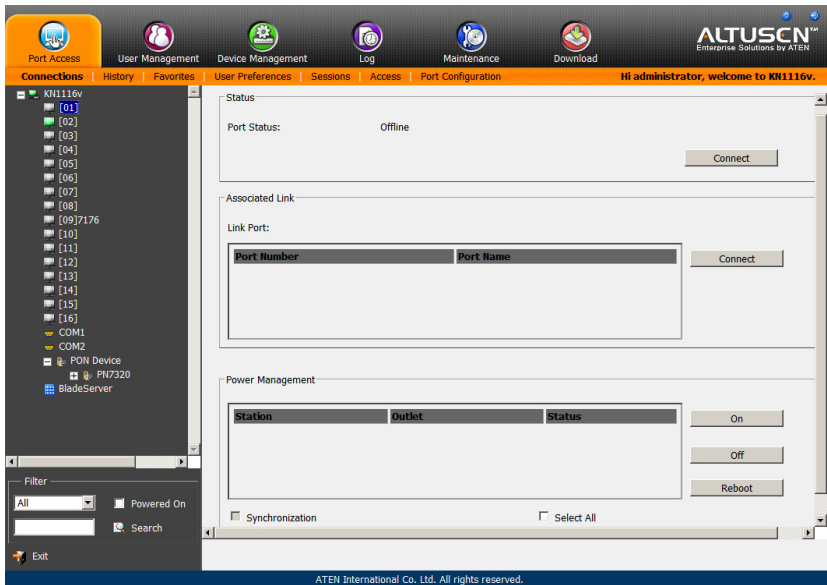 Port Access User Management Device Management Log Maintenance Download
ALTUSCN™
Enterprise Solutions by ATEN
Connections History Favorites User Preferences Sessions Access Port Configuration Hi administrator, welcome to KN1116v.
KN1116v
[01]
[02]
[03]
[04]
[05]
[06]
[07]
[08]
[09]7176
[10]
[11]
[12]
[13]
[14]
[15]
[16]
COM1
COM2
PON Device
PN7320
BladeServer
Filter
All Powered On
Search
Exit
Status
Port Status: Offline
Connect
Associated Link
Link Port:
Port Number Port Name
Connect
Power Management
Station Outlet Status
On
Off
Reboot
Synchronization Select All
ATEN International Co. Ltd. All rights reserved.